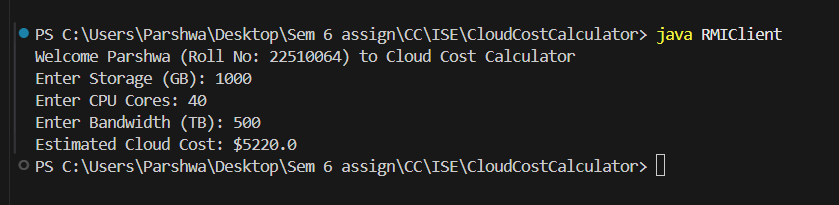 PS C:\Users\Parshwa\Desktop\Sem 6 assign\CC\ISE\CloudCostCalculator> java RMIClient
Welcome Parshwa (Roll No: 22510064) to Cloud Cost Calculator
Enter Storage (GB): 1000
Enter CPU Cores: 40
Enter Bandwidth (TB): 500
Estimated Cloud Cost: $5220.0
PS C:\Users\Parshwa\Desktop\Sem 6 assign\CC\ISE\CloudCostCalculator>